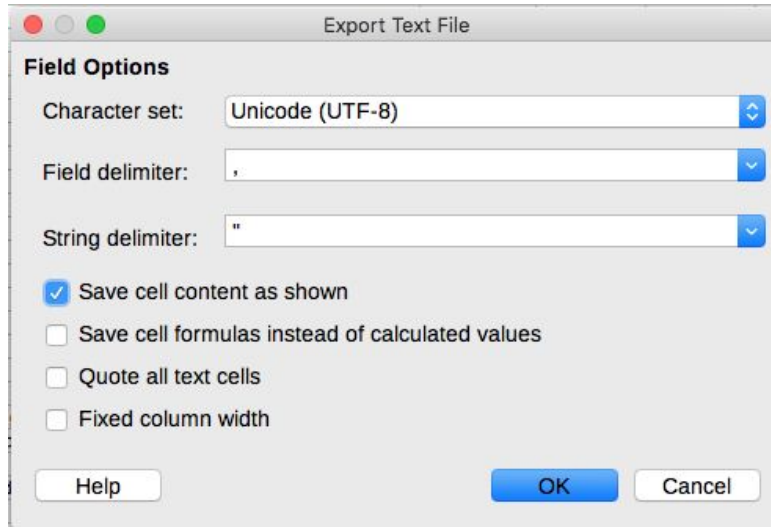 Export Text File
Field Options
Character set: Unicode (UTF-8)
Field delimiter: ,
String delimiter: "
Save cell content as shown
Save cell formulas instead of calculated values
Quote all text cells
Fixed column width
Help OK Cancel